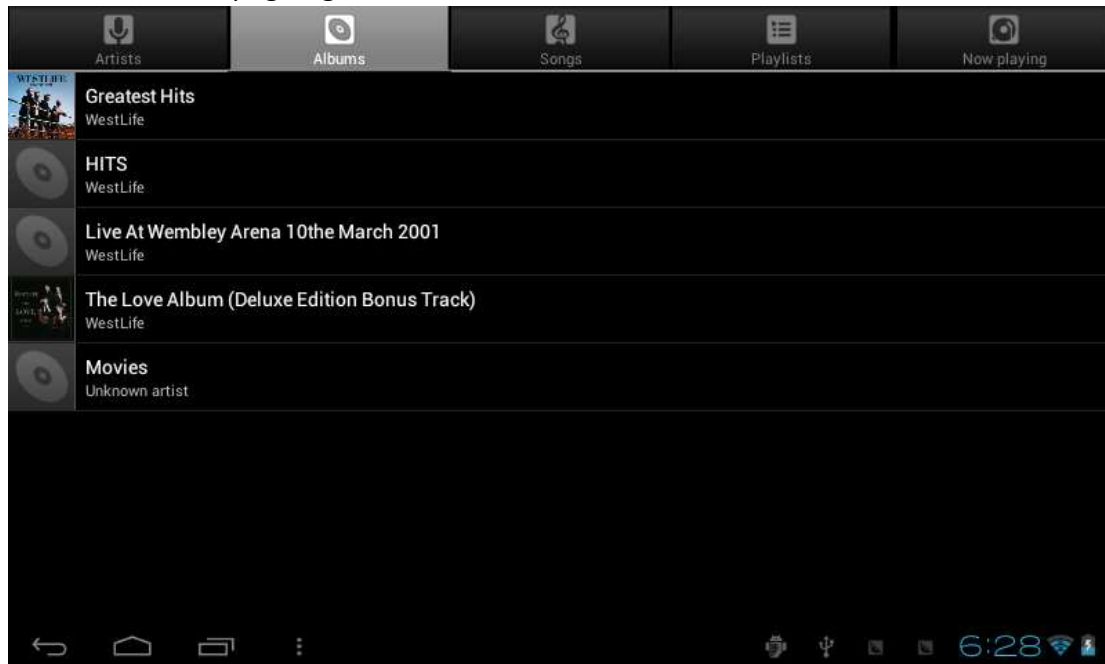 Artists
Albums
Songs
Playlists
Now playing
WESTLIFE
Greatest Hits
WestLife
HITS
WestLife
Live At Wembley Arena 10the March 2001
WestLife
The Love Album (Deluxe Edition Bonus Track)
WestLife
Movies
Unknown artist
6:28